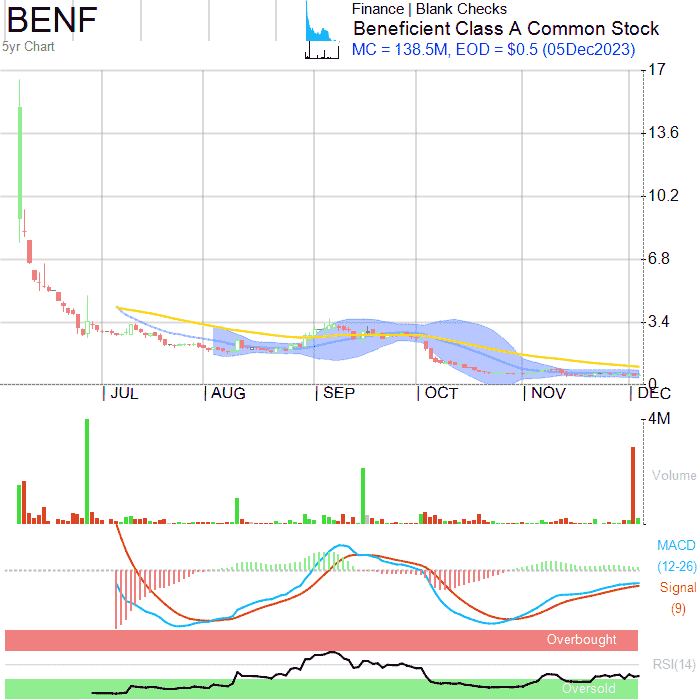 BENF
5yr Chart
Finance | Blank Checks
Beneficient Class A Common Stock
MC = 138.5M, EOD = $0.5 (05Dec2023)
17
13.6
10.2
6.8
3.4
0
JUL AUG SEP OCT NOV DEC
4M
Volume
MACD
(12-26)
Signal
(9)
Overbought
RSI(14)
Oversold